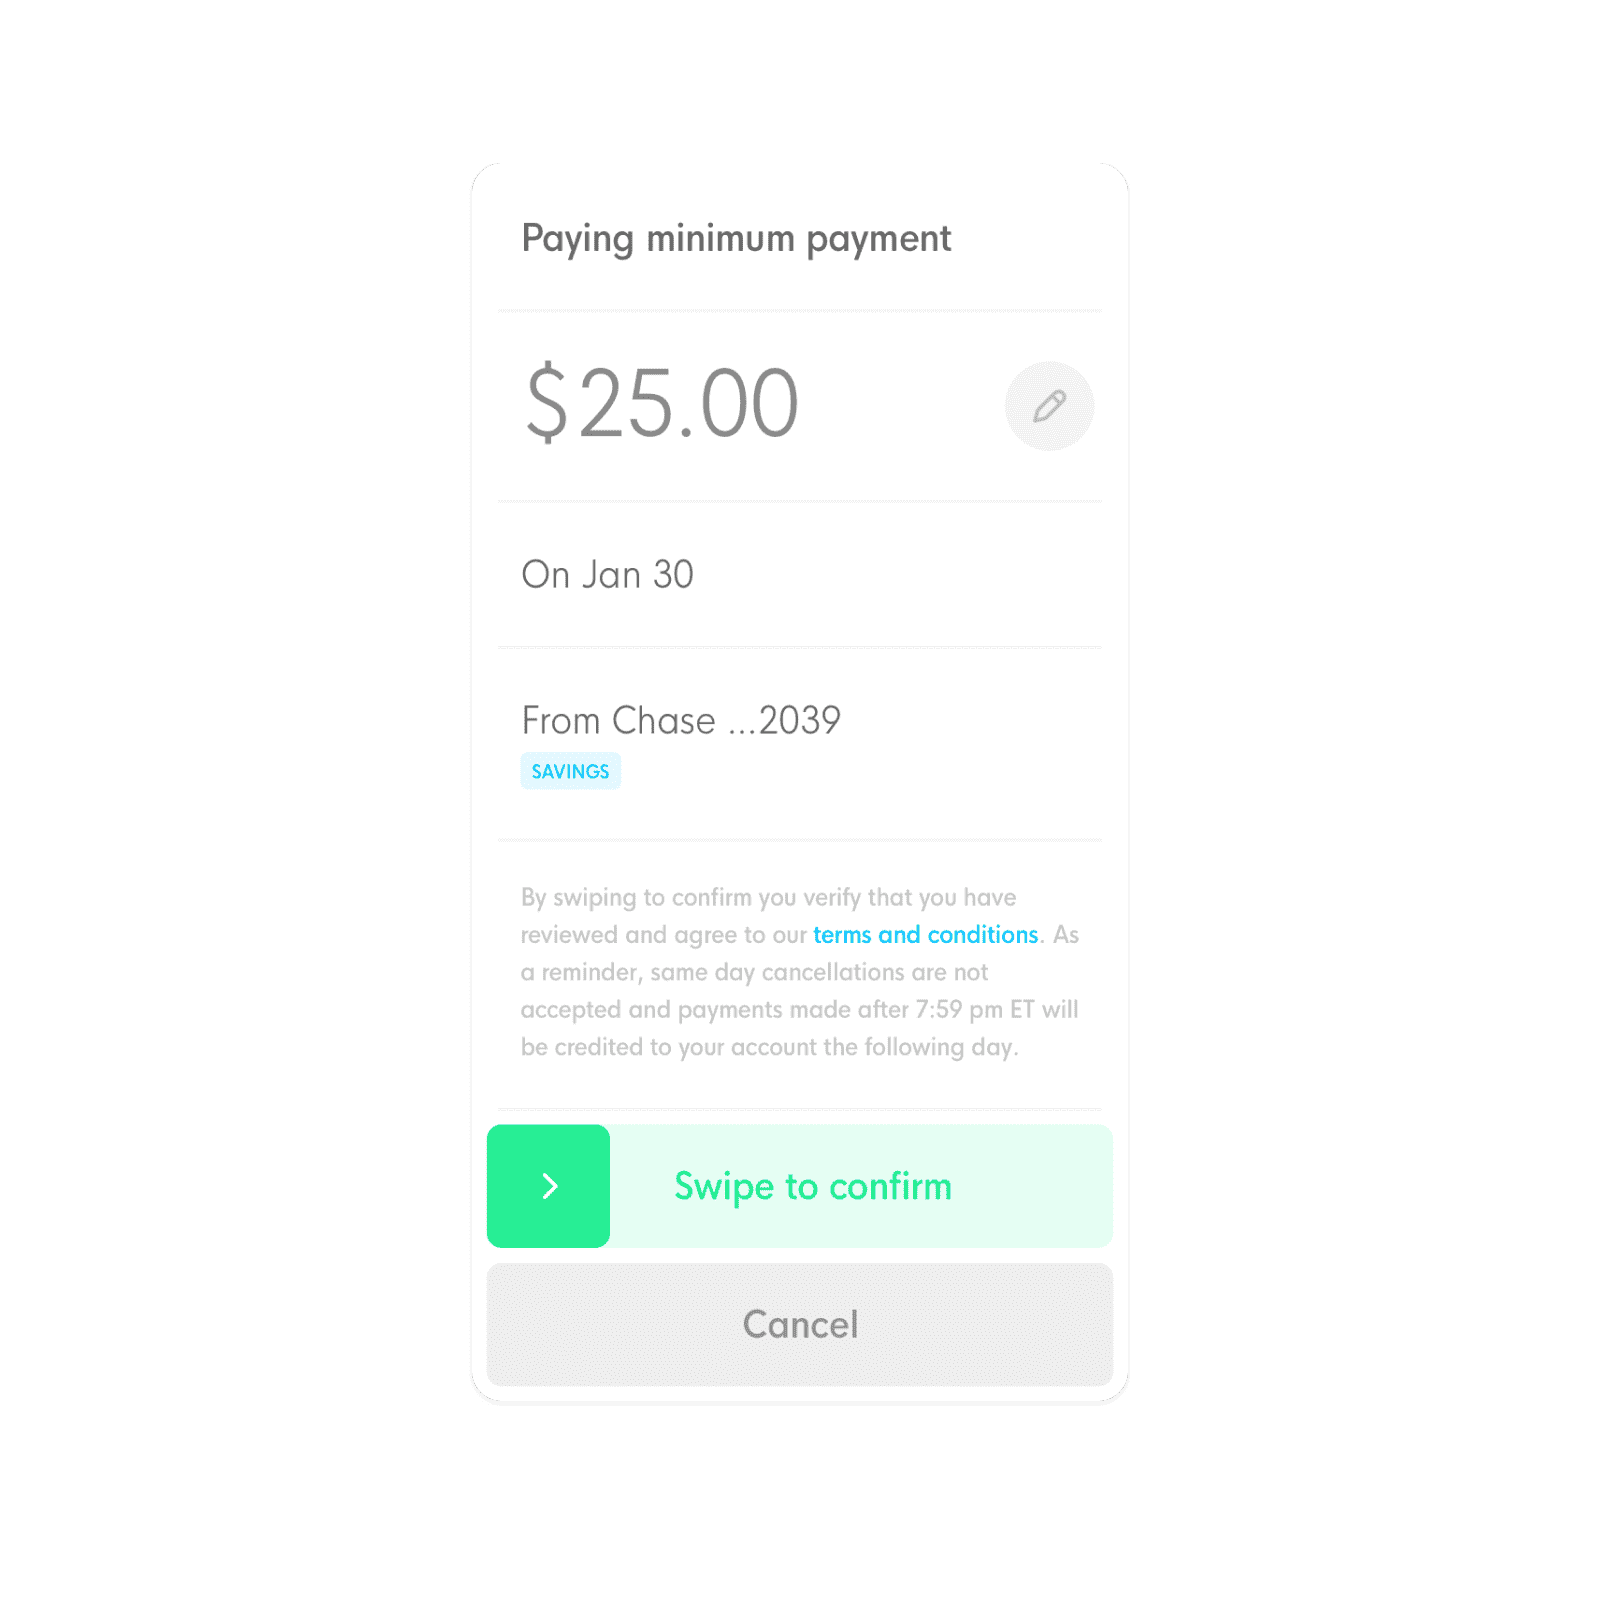 Paying minimum payment
$25.00
On Jan 30
From Chase ...2039
SAVINGS
By swiping to confirm you verify that you have
reviewed and agree to our terms and conditions. As
a reminder, same day cancellations are not
accepted and payments made after 7:59 pm ET will
be credited to your account the following day.
Swipe to confirm
Cancel